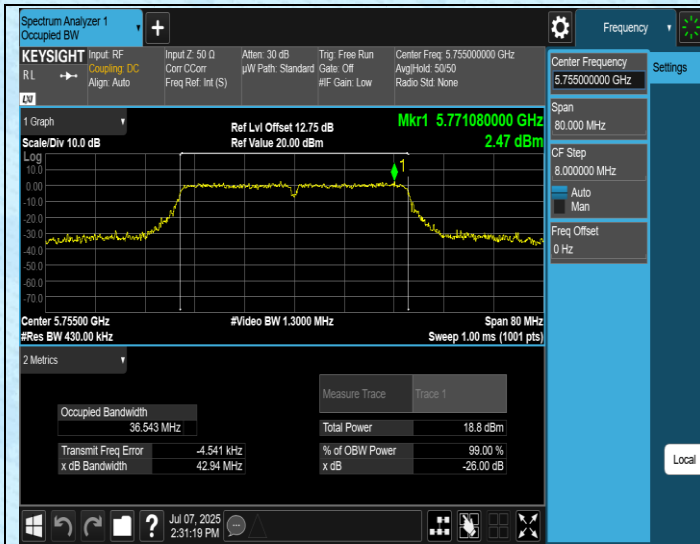 Spectrum Analyzer 1
Occupied BW
Frequency
KEYSIGHT
RL
LXI
Input: RF
Coupling: DC
Align: Auto
Input Z: 50 Ω
Corr CCorr
Freq Ref: Int (S)
Atten: 30 dB
µW Path: Standard
Trig: Free Run
Gate: Off
#IF Gain: Low
Center Freq: 5.755000000 GHz
Avg|Hold: 50/50
Radio Std: None
Center Frequency
5.755000000 GHz
Settings
Span
80.000 MHz
CF Step
8.000000 MHz
Auto
Man
Freq Offset
0 Hz
Local
1 Graph
Scale/Div 10.0 dB
Ref Lvl Offset 12.75 dB
Ref Value 20.00 dBm
Mkr1 5.771080000 GHz
2.47 dBm
Log
10.0
0.00
-10.0
-20.0
-30.0
-40.0
-50.0
-60.0
-70.0
1
Center 5.75500 GHz
#Res BW 430.00 kHz
#Video BW 1.3000 MHz
Span 80 MHz
Sweep 1.00 ms (1001 pts)
2 Metrics
Measure Trace Trace 1
Occupied Bandwidth
36.543 MHz
Total Power 18.8 dBm
Transmit Freq Error -4.541 kHz
% of OBW Power 99.00 %
x dB Bandwidth 42.94 MHz
x dB -26.00 dB
?
Jul 07, 2025
2:31:19 PM